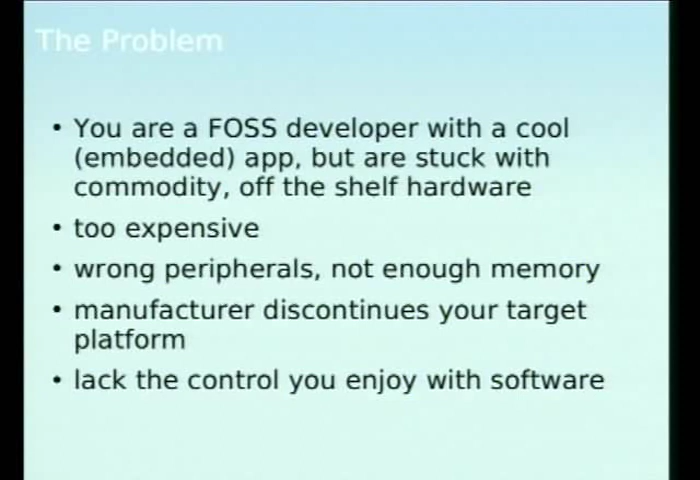 The Problem
• You are a FOSS developer with a cool
(embedded) app, but are stuck with
commodity, off the shelf hardware
• too expensive
• wrong peripherals, not enough memory
• manufacturer discontinues your target
platform
• lack the control you enjoy with software